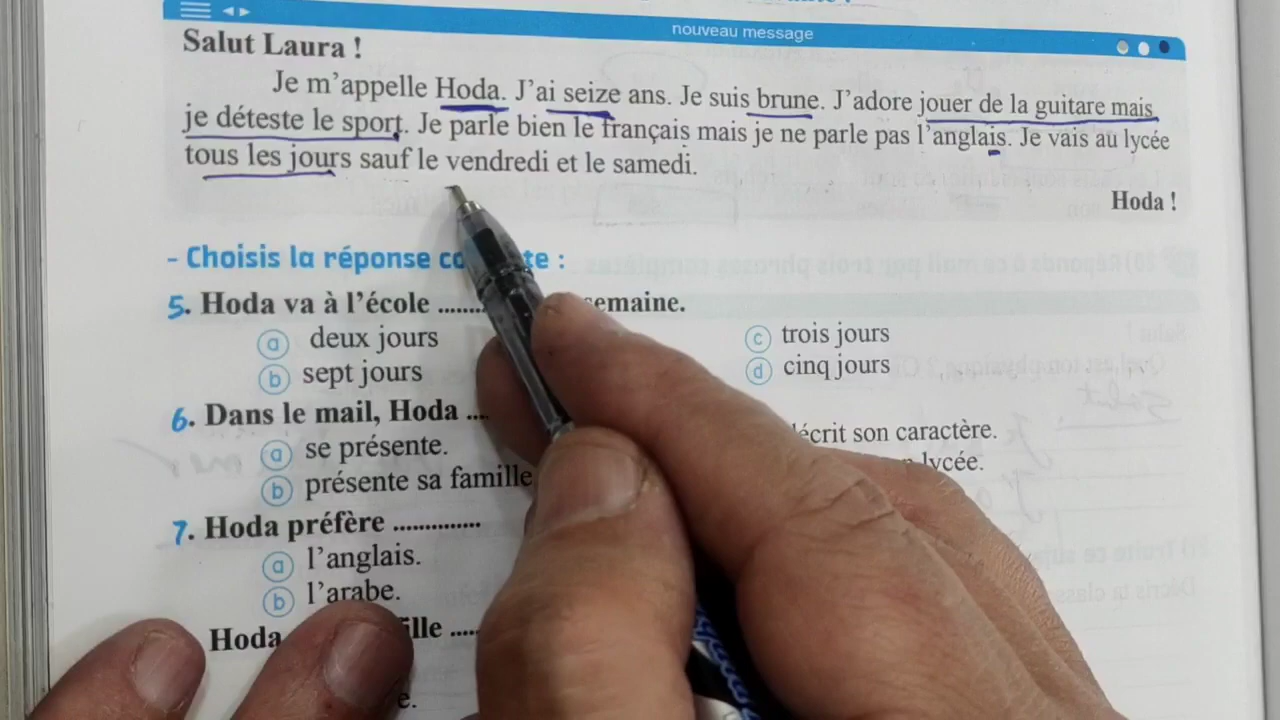 nouveau message
Salut Laura !
Je m'appelle Hoda. J'ai seize ans. Je suis brune. J'adore jouer de la guitare mais
je déteste le sport. Je parle bien le français mais je ne parle pas l'anglais. Je vais au lycée
tous les jours sauf le vendredi et le samedi.
Hoda !
- Choisis la réponse co te :
5. Hoda va à l'école ........ emaine.
a deux jours
c trois jours
b sept jours
d cinq jours
6. Dans le mail, Hoda ....
a se présente.
écrit son caractère.
b présente sa famille
lycée.
7. Hoda préfère ..............
a l'anglais.
b l'arabe.
Hoda ille .....
e.